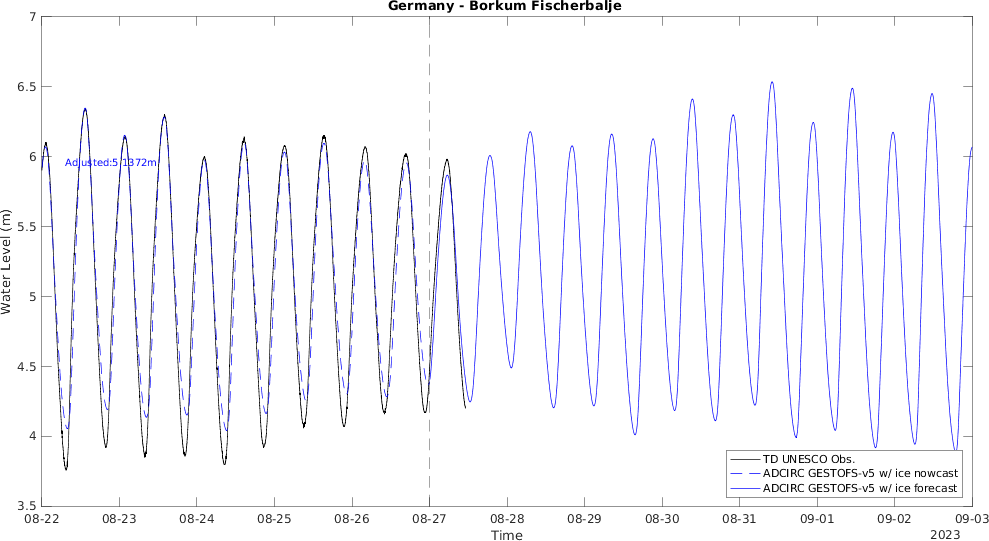 Germany - Borkum Fischerbalje
Water Level (m)
7
6.5
6
5.5
5
4.5
4
3.5
Adjusted:5.1372m
TD UNESCO Obs.
ADCIRC GESTOFS-v5 w/ ice nowcast
ADCIRC GESTOFS-v5 w/ ice forecast
08-22 08-23 08-24 08-25 08-26 08-27 08-28 08-29 08-30 08-31 09-01 09-02 09-03
Time
2023